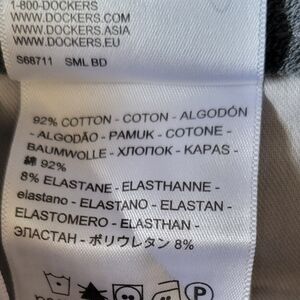 1-800-DOCKERS
WWW.DOCKERS.COM
WWW.DOCKERS.ASIA
WWW.DOCKERS.EU
S68711 SML BD
92% COTTON - COTON - ALGODÓN
- ALGODÃO - PAMUK - COTONE -
BAUMWOLLE - ХЛОПОК - KAPAS -
綿 92%
8% ELASTANE - ELASTHANNE -
elastano - ELASTANO - ELASTAN -
ELASTOMERO - ELASTHAN -
ЭЛАСТАН - ポリウレタン 8%
P